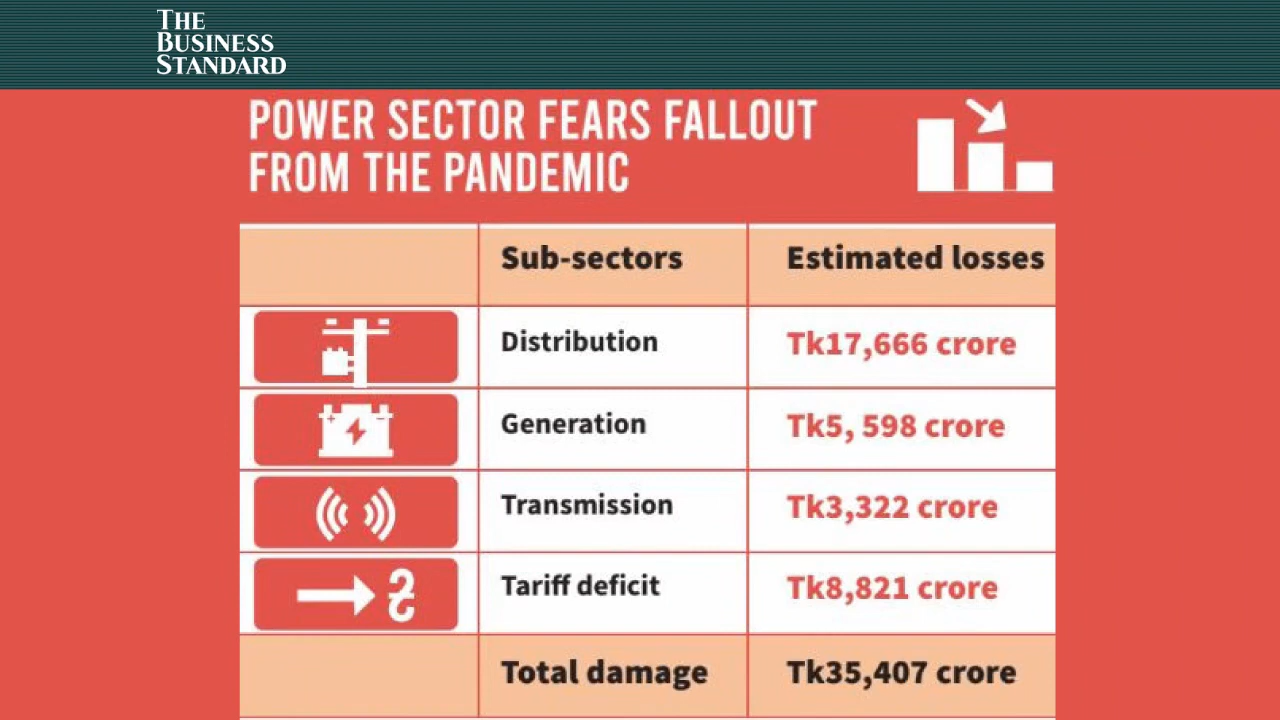 THE
BUSINESS
STANDARD
POWER SECTOR FEARS FALLOUT
FROM THE PANDEMIC
Sub-sectors Estimated losses
Distribution Tk17,666 crore
Generation Tk5, 598 crore
Transmission Tk3,322 crore
Tariff deficit Tk8,821 crore
Total damage Tk35,407 crore